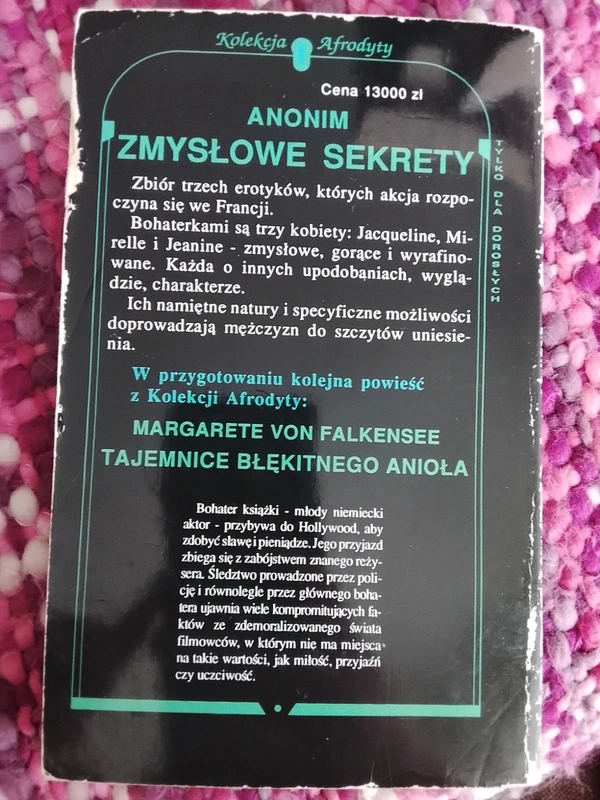 Kolekcja Afrodyty
Cena 13000 zł
ANONIM
ZMYSŁOWE SEKRETY
TYLKO DLA DOROSŁYCH
Zbiór trzech erotyków, których akcja rozpo-
czyna się we Francji.
Bohaterkami są trzy kobiety: Jacqueline, Mi-
relle i Jeanine - zmysłowe, gorące i wyrafino-
wane. Każda o innych upodobaniach, wyglą-
dzie, charakterze.
Ich namiętne natury i specyficzne możliwości
doprowadzają mężczyzn do szczytów uniesie-
nia.
W przygotowaniu kolejna powieść
z Kolekcji Afrodyty:
MARGARETE VON FALKENSEE
TAJEMNICE BŁĘKITNEGO ANIOŁA
Bohater książki - młody niemiecki
aktor - przybywa do Hollywood, aby
zdobyć sławę i pieniądze. Jego przyjazd
zbiega się z zabójstwem znanego reży-
sera. Śledztwo prowadzone przez poli-
cję i równolegle przez głównego boha-
tera ujawnia wiele kompromitujących fa-
któw ze zdemoralizowanego świata
filmowców, w którym nie ma miejsca
na takie wartości, jak miłość, przyjaźń
czy uczciwość.